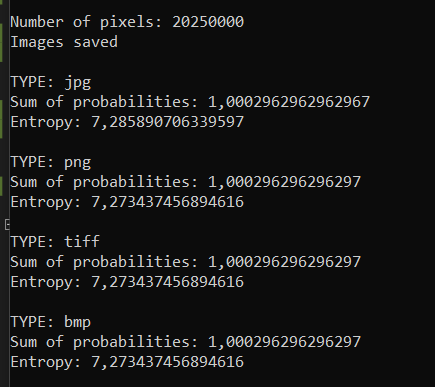 Number of pixels: 20250000
Images saved
TYPE: jpg
Sum of probabilities: 1,0002962962962967
Entropy: 7,285890706339597
TYPE: png
Sum of probabilities: 1,000296296296297
Entropy: 7,273437456894616
TYPE: tiff
Sum of probabilities: 1,000296296296297
Entropy: 7,273437456894616
TYPE: bmp
Sum of probabilities: 1,000296296296297
Entropy: 7,273437456894616